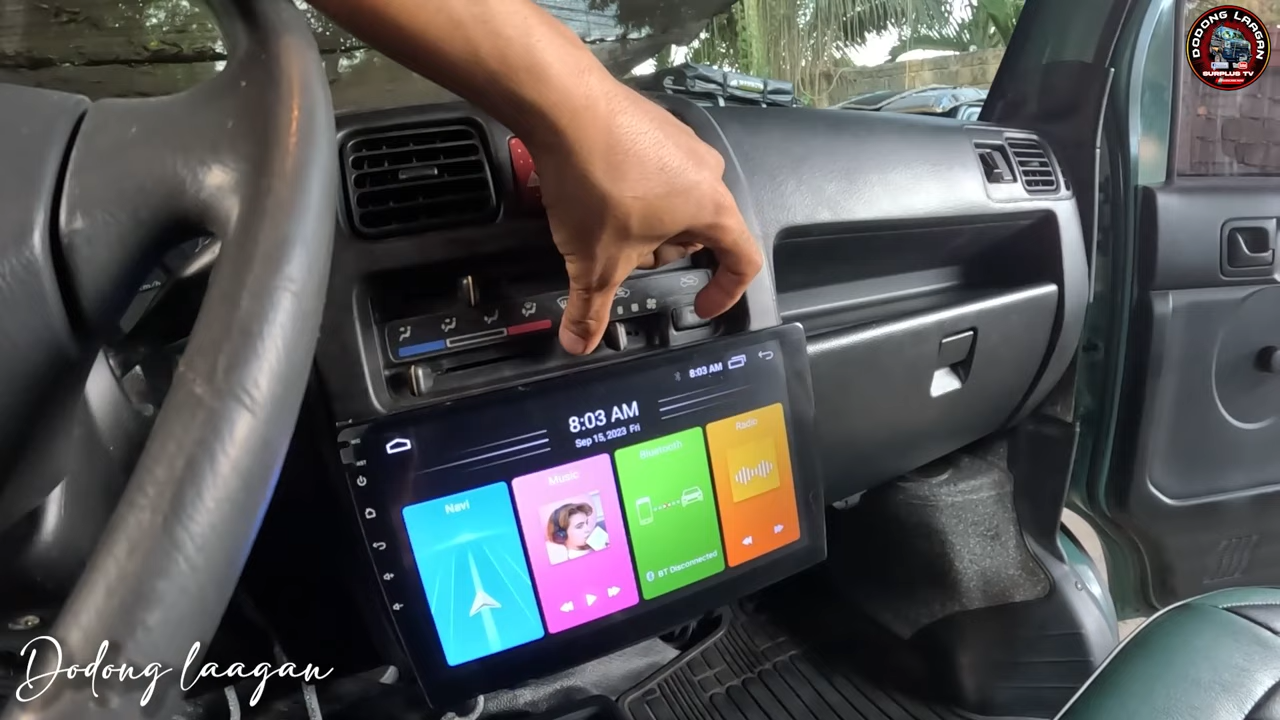 DODONG LAAGAN
SURPLUS TV
8:03 AM
8:03 AM
Sep 15, 2023 Fri
Navi
Music
Bluetooth
Radio
BT Disconnected
Dodong laagan